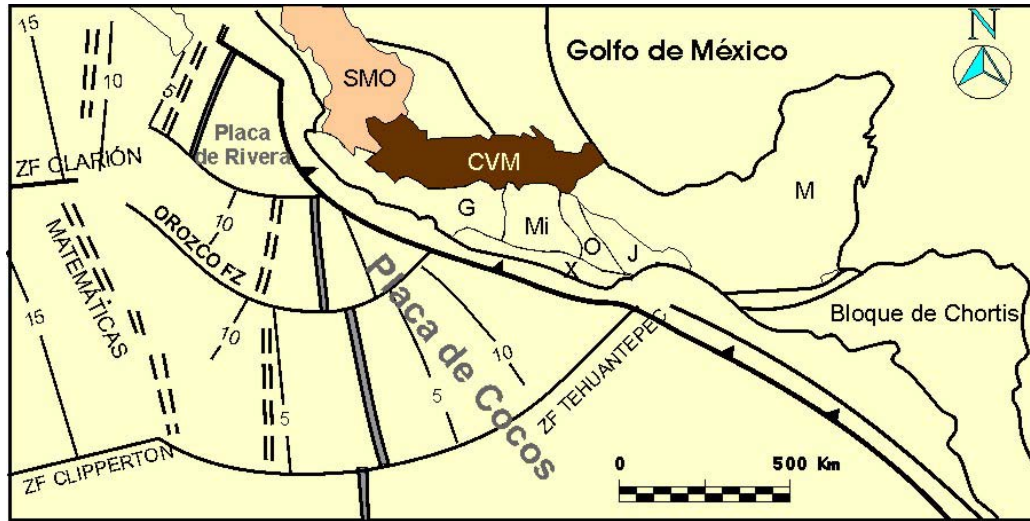 15
10
5
SMO
Golfo de México
N
Placa
de Rivera
ZF CLARIÓN
CVM
G
Mi
O
J
X
M
10
OROZCO FZ
MATEMÁTICAS
15
10
5
Placa de Cocos
5
10
ZF TEHUANTEPEC
Bloque de Chortis
ZF CLIPPERTON
0 500 Km